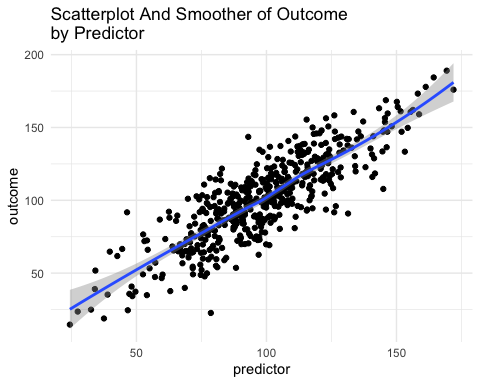 Scatterplot And Smoother of Outcome
by Predictor
200
150
100
50
outcome
50 100 150
predictor